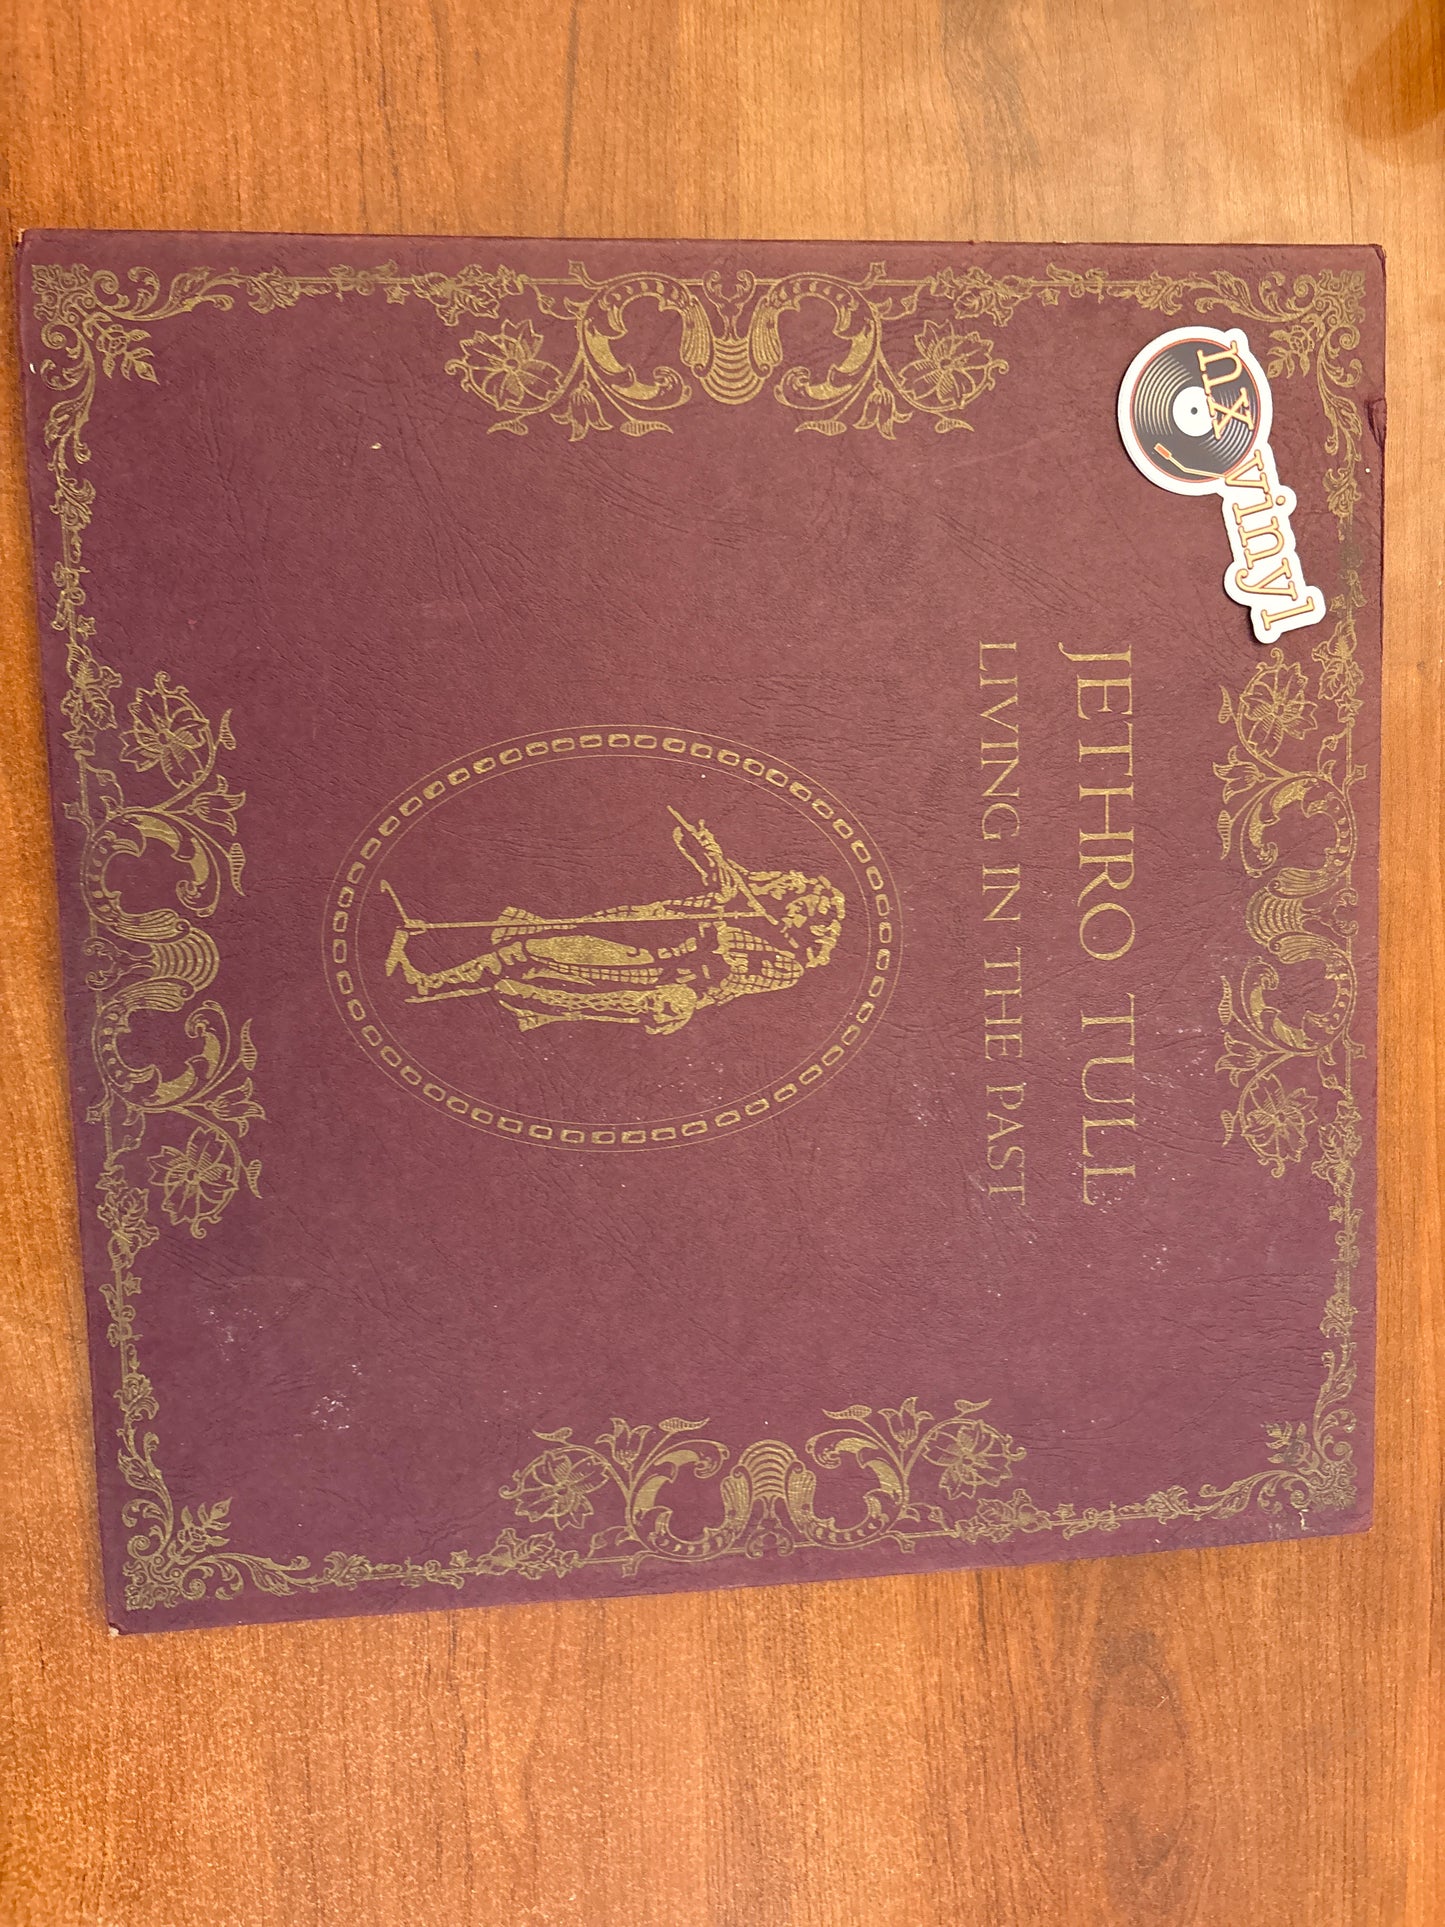 nx
vinyl
JETHRO TULL
LIVING IN THE PAST